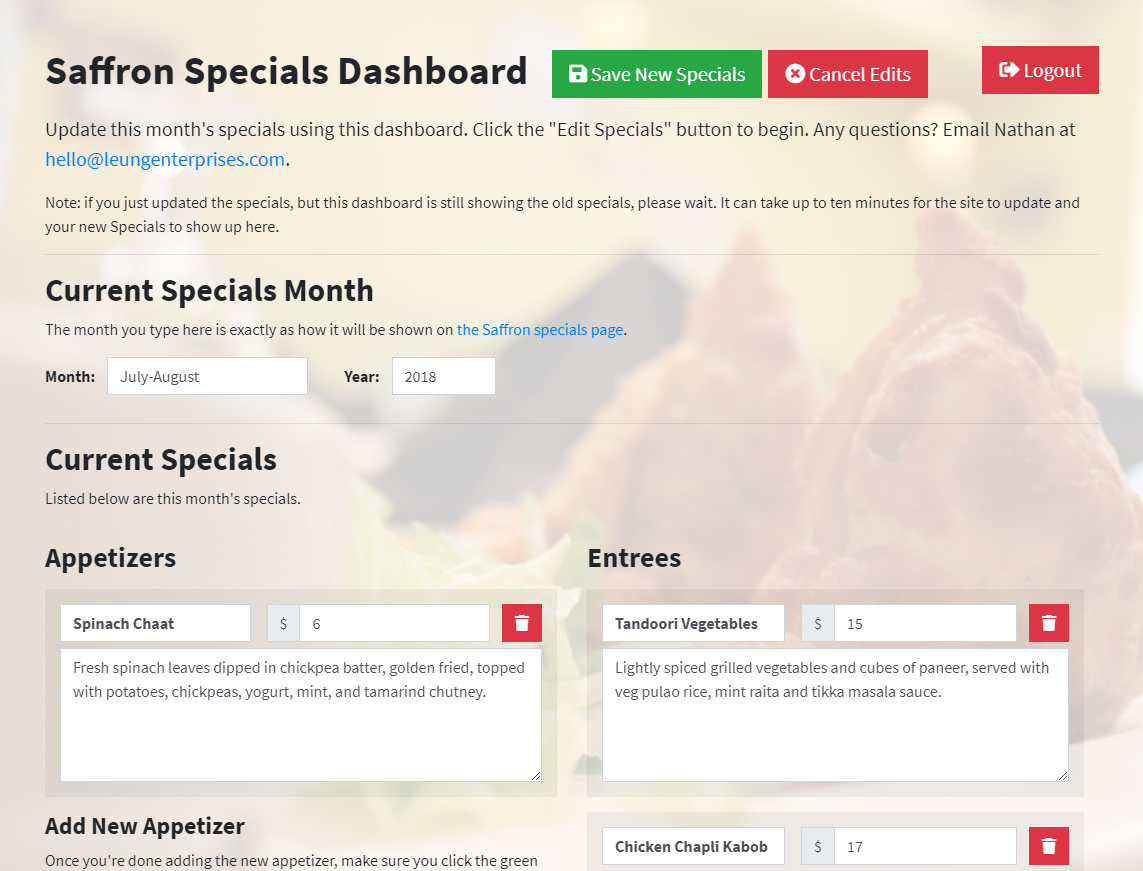 Saffron Specials Dashboard
Save New Specials
Cancel Edits
Logout
Update this month's specials using this dashboard. Click the "Edit Specials" button to begin. Any questions? Email Nathan at
hello@leungenterprises.com.
Note: if you just updated the specials, but this dashboard is still showing the old specials, please wait. It can take up to ten minutes for the site to update and
your new Specials to show up here.
Current Specials Month
The month you type here is exactly as how it will be shown on the Saffron specials page.
Month: July-August Year: 2018
Current Specials
Listed below are this month's specials.
Appetizers
Spinach Chaat $ 6
Fresh spinach leaves dipped in chickpea batter, golden fried, topped
with potatoes, chickpeas, yogurt, mint, and tamarind chutney.
Add New Appetizer
Once you're done adding the new appetizer, make sure you click the green
Entrees
Tandoori Vegetables $ 15
Lightly spiced grilled vegetables and cubes of paneer, served with
veg pulao rice, mint raita and tikka masala sauce.
Chicken Chapli Kabob $ 17